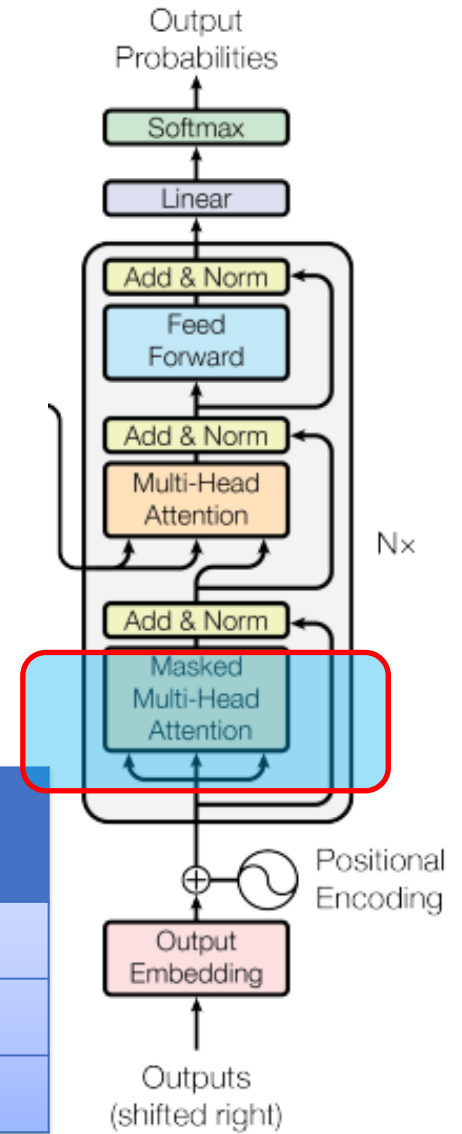 Output
Probabilities
Softmax
Linear
Add & Norm
Feed
Forward
Add & Norm
Multi-Head
Attention
N×
Add & Norm
Masked
Multi-Head
Attention
Positional
Encoding
Output
Embedding
Outputs
(shifted right)